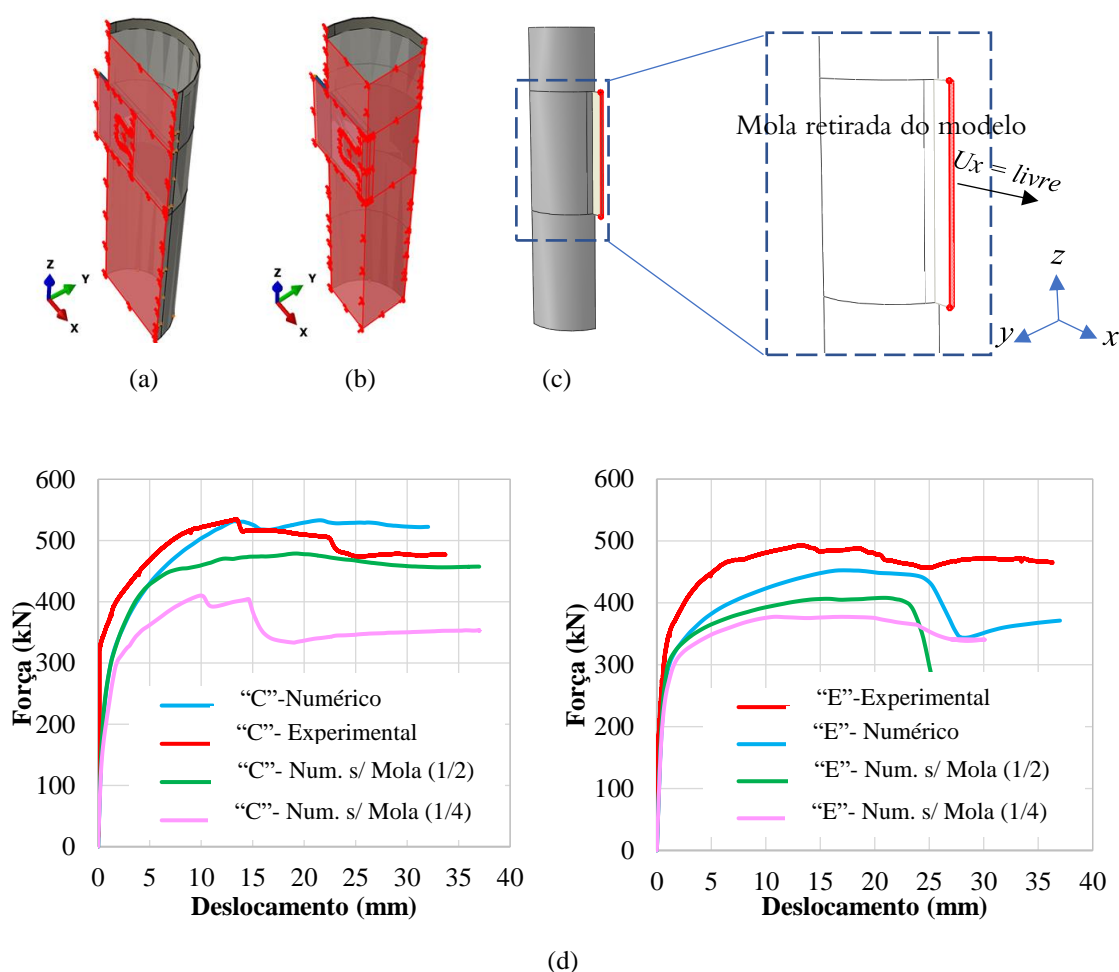 Z
Y
X
Z
Y
X
Mola retirada do modelo
Ux = livre
z
y
x
(a)
(b)
(c)
600
500
400
300
200
100
0
Força (kN)
0 5 10 15 20 25 30 35 40
Deslocamento (mm)
“C”-Numérico
“C”- Experimental
“C”- Num. s/ Mola (1/2)
“C”- Num. s/ Mola (1/4)
600
500
400
300
200
100
0
Força (kN)
0 5 10 15 20 25 30 35 40
Deslocamento (mm)
“E”-Experimental
“E”- Numérico
“E”- Num. s/ Mola (1/2)
“E”- Num. s/ Mola (1/4)
(d)